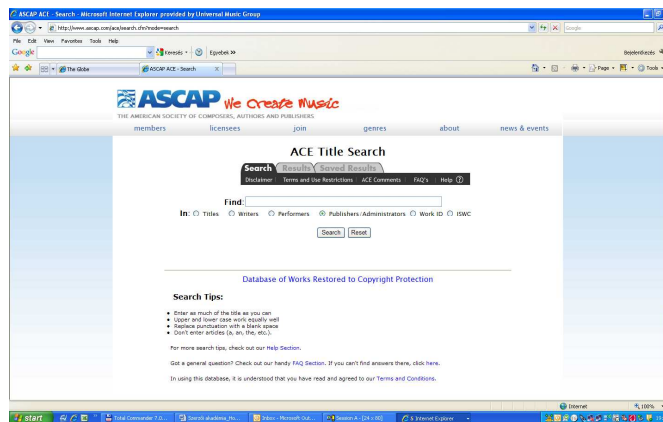 ASCAP ACE - Search - Microsoft Internet Explorer provided by Universal Music Group
http://www.ascap.com/ace/search.cfm?mode=search
Google
File Edit View Favorites Tools Help
Google Keresés Egyebek »
Bejelentkezés
The Globe ASCAP ACE - Search
Page Tools
ASCAP We Create Music
THE AMERICAN SOCIETY OF COMPOSERS, AUTHORS AND PUBLISHERS
members licensees join genres about news & events
ACE Title Search
Search Results Saved Results
Disclaimer Terms and Use Restrictions ACE Comments FAQ's Help ?
Find:
In: Titles Writers Performers Publishers/Administrators Work ID ISWC
Search Reset
Database of Works Restored to Copyright Protection
Search Tips:
• Enter as much of the title as you can
• Upper and lower case work equally well
• Replace punctuation with a blank space
• Don't enter articles (a, an, the, etc.).
For more search tips, check out our Help Section.
Got a general question? Check out our handy FAQ Section. If you can't find answers there, click here.
In using this database, it is understood that you have read and agreed to our Terms and Conditions.
Internet 100%
start Total Commander 7.0... Szerzői akadémia_Ho... Inbox - Microsoft Out... Session A - [24 x 80] 5 Internet Explorer